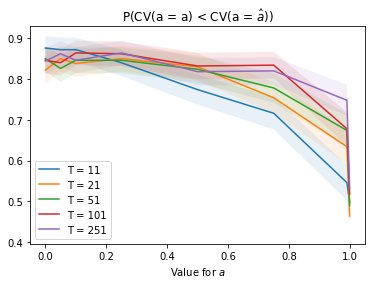 P(CV(a = a) < CV(a = â))
0.9
0.8
0.7
0.6
0.5
0.4
T = 11
T = 21
T = 51
T = 101
T = 251
0.0 0.2 0.4 0.6 0.8 1.0
Value for a